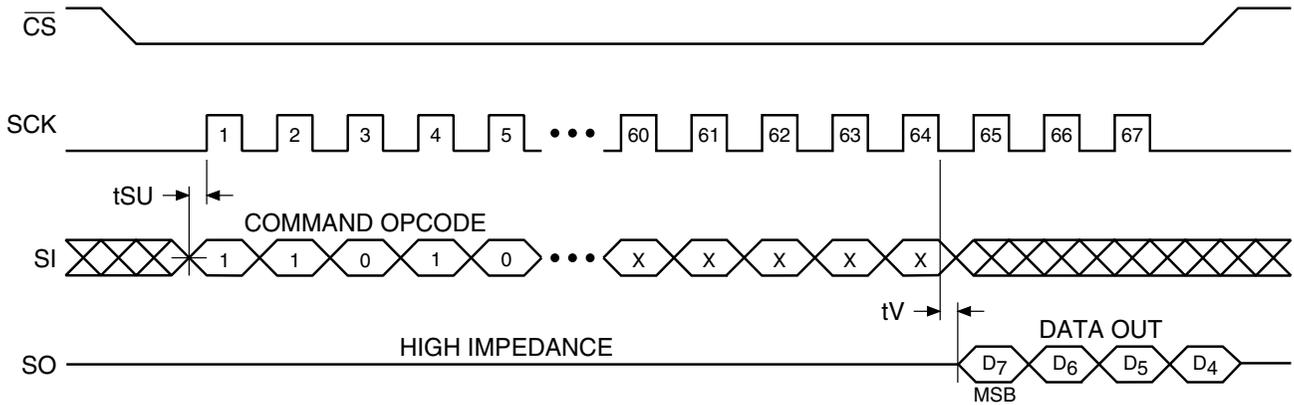 CS
SCK 1 2 3 4 5 ••• 60 61 62 63 64 65 66 67
tSU
COMMAND OPCODE
SI 1 1 0 1 0 ••• X X X X X
tV
HIGH IMPEDANCE
DATA OUT
SO D7 D6 D5 D4
MSB